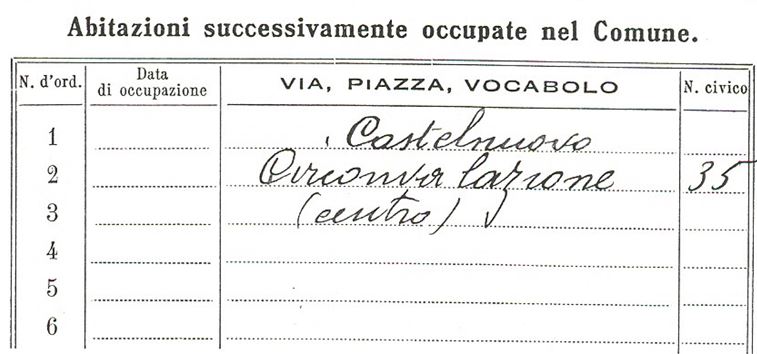 Abitazioni successivamente occupate nel Comune.
N. d'ord. Data di occupazione VIA, PIAZZA, VOCABOLO N. civico
1 Castelnuovo
2 Circonvallazione 35
3 (centro)
4
5
6